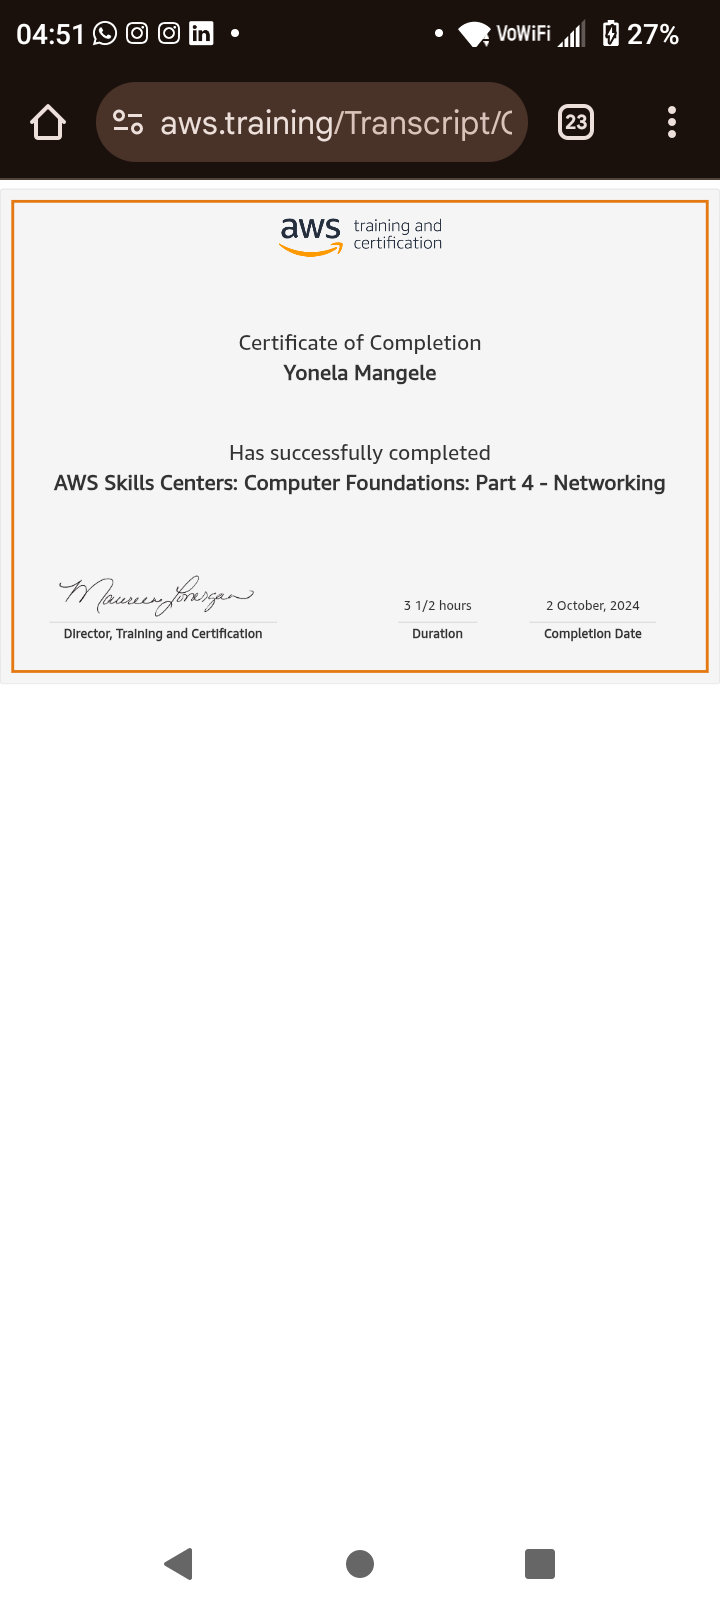 04:51
VoWiFi
27%
aws.training/Transcript/C
23
aws training and
certification
Certificate of Completion
Yonela Mangele
Has successfully completed
AWS Skills Centers: Computer Foundations: Part 4 - Networking
Maureen Lonergan
3 1/2 hours
2 October, 2024
Director, Training and Certification
Duration
Completion Date